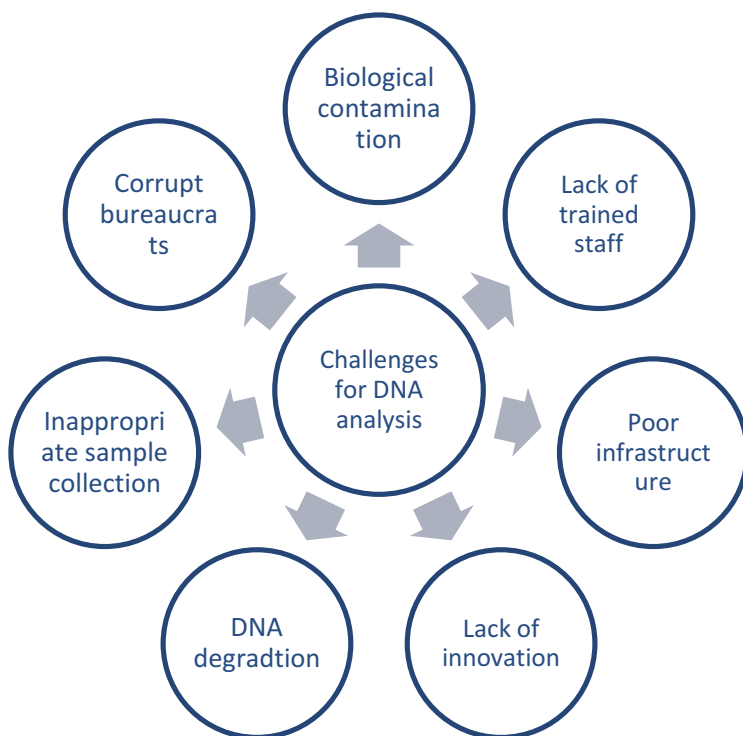 Biological
contamina
tion
Lack of
trained
staff
Poor
infrastruct
ure
Lack of
innovation
DNA
degradtion
Inappropri
ate sample
collection
Corrupt
bureaucra
ts
Challenges
for DNA
analysis